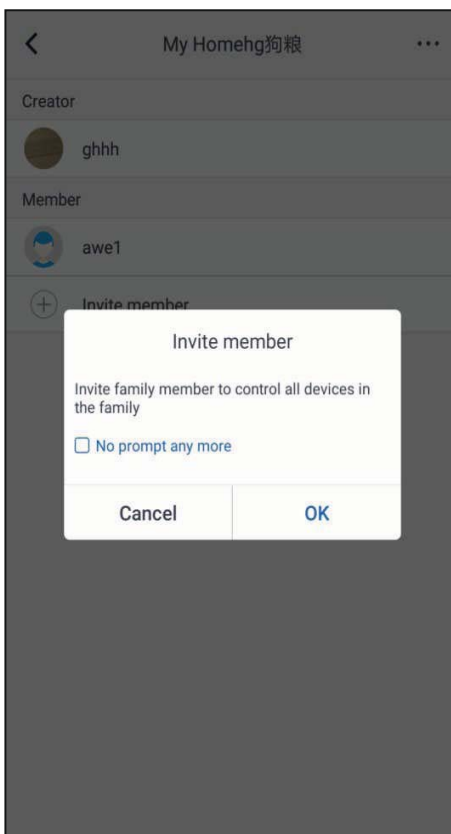 My Homehg狗粮
Creator
ghhh
Member
awe1
Invite member
Invite member
Invite family member to control all devices in
the family
No prompt any more
Cancel OK